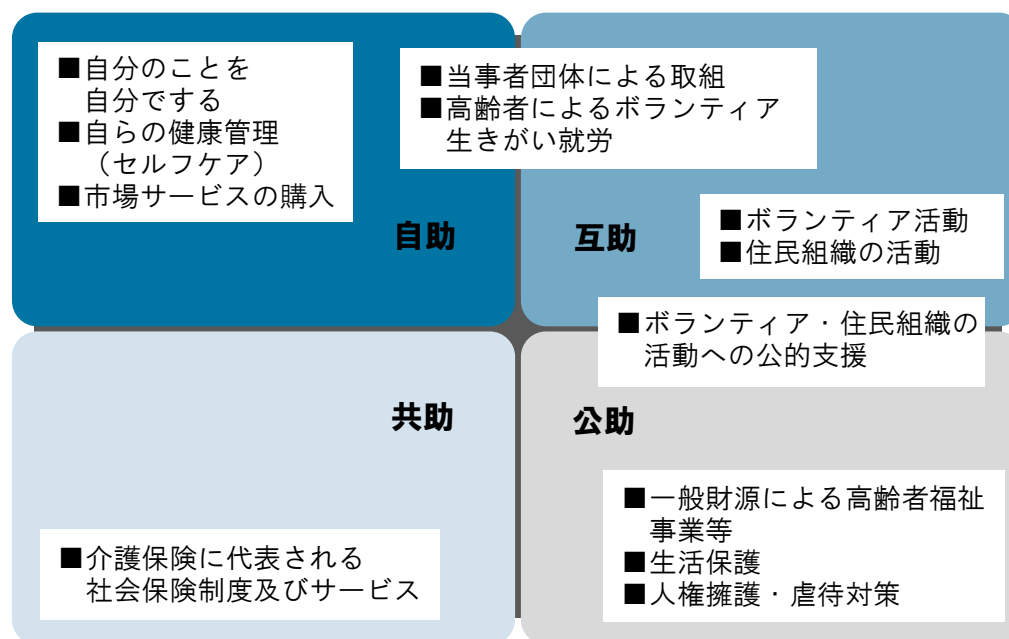 ■自分のことを
自分でする
■自らの健康管理
（セルフケア）
■市場サービスの購入
■当事者団体による取組
■高齢者によるボランティア
生きがい就労
自助
互助
■ボランティア活動
■住民組織の活動
■ボランティア・住民組織の
活動への公的支援
共助
公助
■介護保険に代表される
社会保険制度及びサービス
■一般財源による高齢者福祉
事業等
■生活保護
■人権擁護・虐待対策